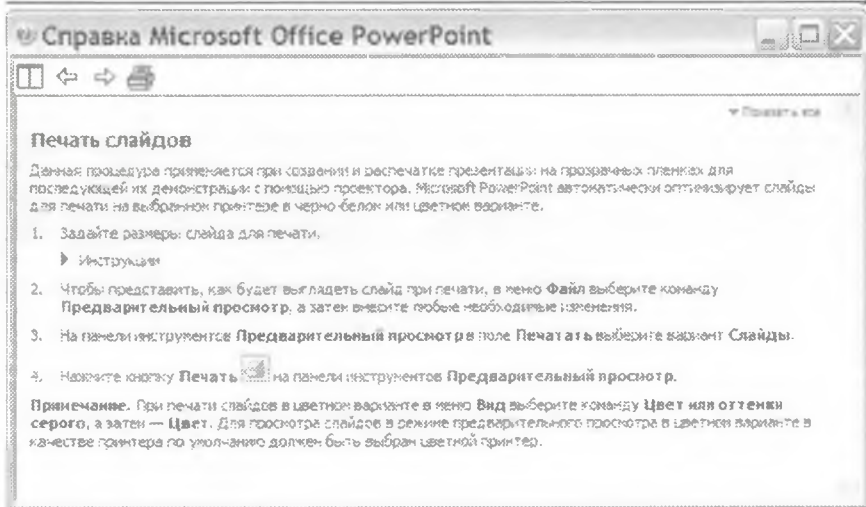 Справка Microsoft Office PowerPoint
Показать все
Печать слайдов
Данная процедура применяется при создании и распечатке презентации на прозрачных пленках для
последующей их демонстрации с помощью проектора. Microsoft PowerPoint автоматически оптимизирует слайды
для печати на выбранном принтере в черно-белом или цветном варианте.
1. Задайте размеры слайда для печати.
Инструкции
2. Чтобы представить, как будет выглядеть слайд при печати, в меню Файл выберите команду
Предварительный просмотр, а затем внесите любые необходимые изменения.
3. На панели инструментов Предварительный просмотр в поле Печатать выберите вариант Слайды.
4. Нажмите кнопку Печать на панели инструментов Предварительный просмотр.
Примечание. При печати слайдов в цветном варианте в меню Вид выберите команду Цвет или оттенки
серого, а затем — Цвет. Для просмотра слайдов в режиме предварительного просмотра в цветном варианте в
качестве принтера по умолчанию должен быть выбран цветной принтер.